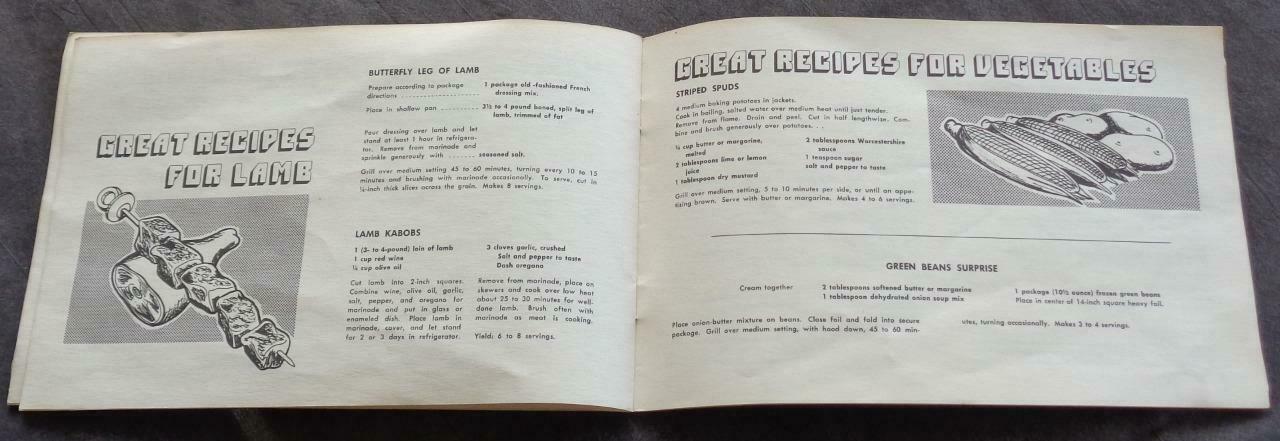 GREAT RECIPES
FOR LAMB
BUTTERFLY LEG OF LAMB
Prepare according to package
directions ........................
1 package old-fashioned French
dressing mix.
Place in shallow pan ..........
3½ to 4 pound boned, split leg of
lamb, trimmed of fat
Pour dressing over lamb and let
stand at least 1 hour in refrigera-
tor. Remove from marinade and
sprinkle generously with ....... seasoned salt.
Grill over medium setting 45 to 60 minutes, turning every 10 to 15
minutes and brushing with marinade occasionally. To serve, cut in
¼-inch thick slices across the grain. Makes 8 servings.
LAMB KABOBS
1 (3- to 4-pound) loin of lamb
1 cup red wine
¼ cup olive oil
3 cloves garlic, crushed
Salt and pepper to taste
Dash oregano
Cut lamb into 2-inch squares.
Combine wine, olive oil, garlic,
salt, pepper, and oregano for
marinade and put in glass or
enameled dish. Place lamb in
marinade, cover, and let stand
for 2 or 3 days in refrigerator.
Remove from marinade, place on
skewers and cook over low heat
about 25 to 30 minutes for well-
done lamb. Brush often with
marinade as meat is cooking.
Yield: 6 to 8 servings.
GREAT RECIPES FOR VEGETABLES
STRIPED SPUDS
4 medium baking potatoes in jackets.
Cook in boiling, salted water over medium heat until just tender.
Remove from flame. Drain and peel. Cut in half lengthwise. Com-
bine and brush generously over potatoes. . .
¼ cup butter or margarine,
melted
2 tablespoons lime or lemon
juice
1 tablespoon dry mustard
2 tablesspoons Worcestershire
sauce
1 teaspoon sugar
salt and pepper to taste
Grill over medium setting, 5 to 10 minutes per side, or until an appe-
tizing brown. Serve with butter or margarine. Makes 4 to 6 servings.
GREEN BEANS SURPRISE
Cream together
2 tablespoons softened butter or margarine
1 tablespoon dehydrated onion soup mix
1 package (10½ ounce) frozen green beans
Place in center of 14-inch square heavy foil.
Place onion-butter mixture on beans. Close foil and fold into secure
package. Grill over medium setting, with hood down, 45 to 60 min-
utes, turning occasionally. Makes 3 to 4 servings.